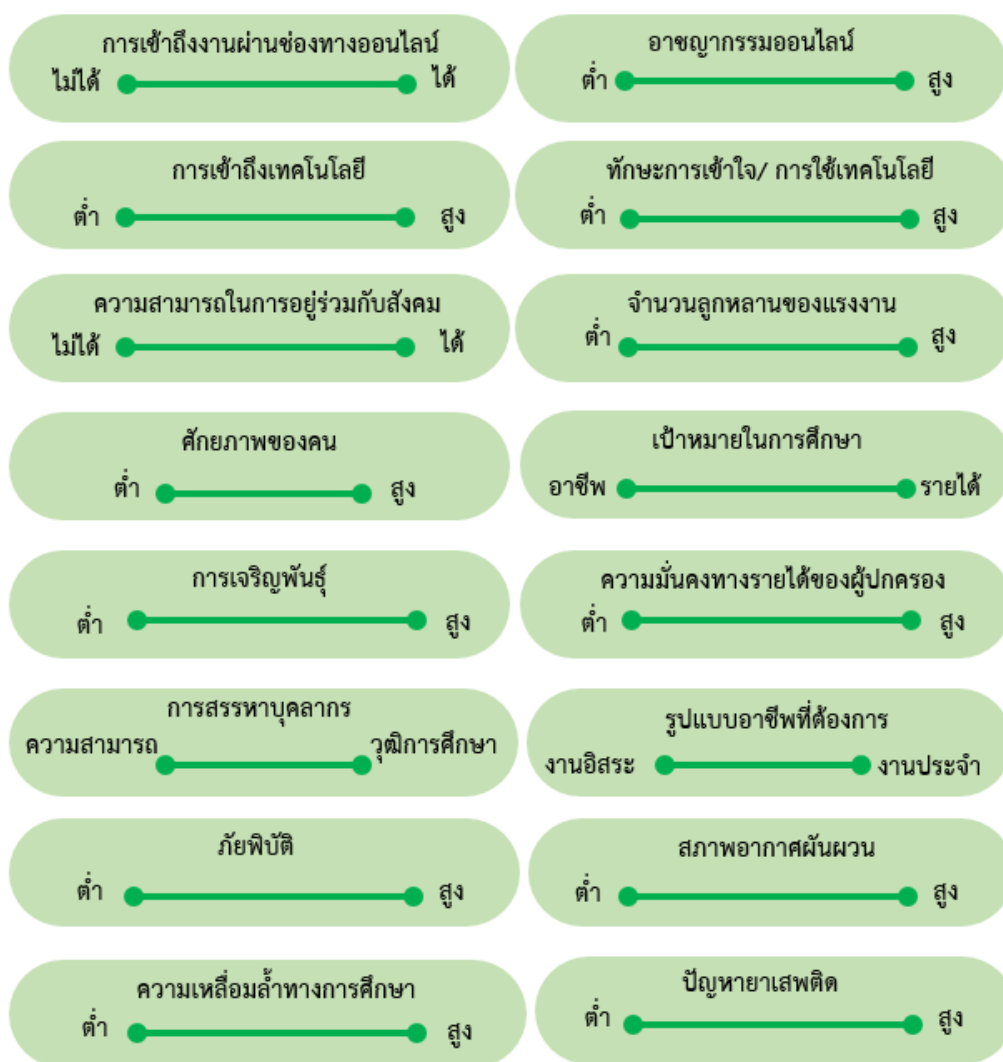 การเข้าถึงงานผ่านช่องทางออนไลน์
ไม่ได้ ได้
อาชญากรรมออนไลน์
ต่ำ สูง
การเข้าถึงเทคโนโลยี
ต่ำ สูง
ทักษะการเข้าใจ/ การใช้เทคโนโลยี
ต่ำ สูง
ความสามารถในการอยู่ร่วมกับสังคม
ไม่ได้ ได้
จำนวนลูกหลานของแรงงาน
ต่ำ สูง
ศักยภาพของคน
ต่ำ สูง
เป้าหมายในการศึกษา
อาชีพ รายได้
การเจริญพันธุ์
ต่ำ สูง
ความมั่นคงทางรายได้ของผู้ปกครอง
ต่ำ สูง
การสรรหาบุคลากร
ความสามารถ วุฒิการศึกษา
รูปแบบอาชีพที่ต้องการ
งานอิสระ งานประจำ
ภัยพิบัติ
ต่ำ สูง
สภาพอากาศผันผวน
ต่ำ สูง
ความเหลื่อมล้ำทางการศึกษา
ต่ำ สูง
ปัญหายาเสพติด
ต่ำ สูง